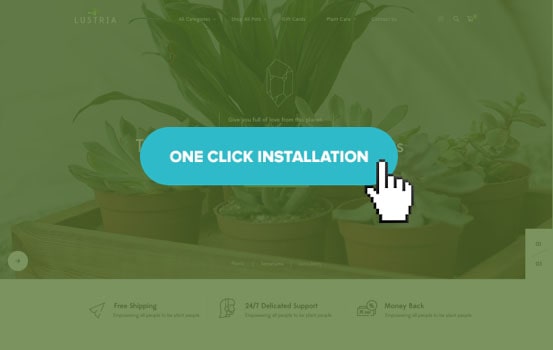 LUSTRIA
All Categories Shop All Pots Gift Cards Plant Care Contact Us
Give you full of love from this planet
ONE CLICK INSTALLATION
Free Shipping
Empowering all people to be plant people
24/7 Dedicated Support
Empowering all people to be plant people
Money Back
Empowering all people to be plant people